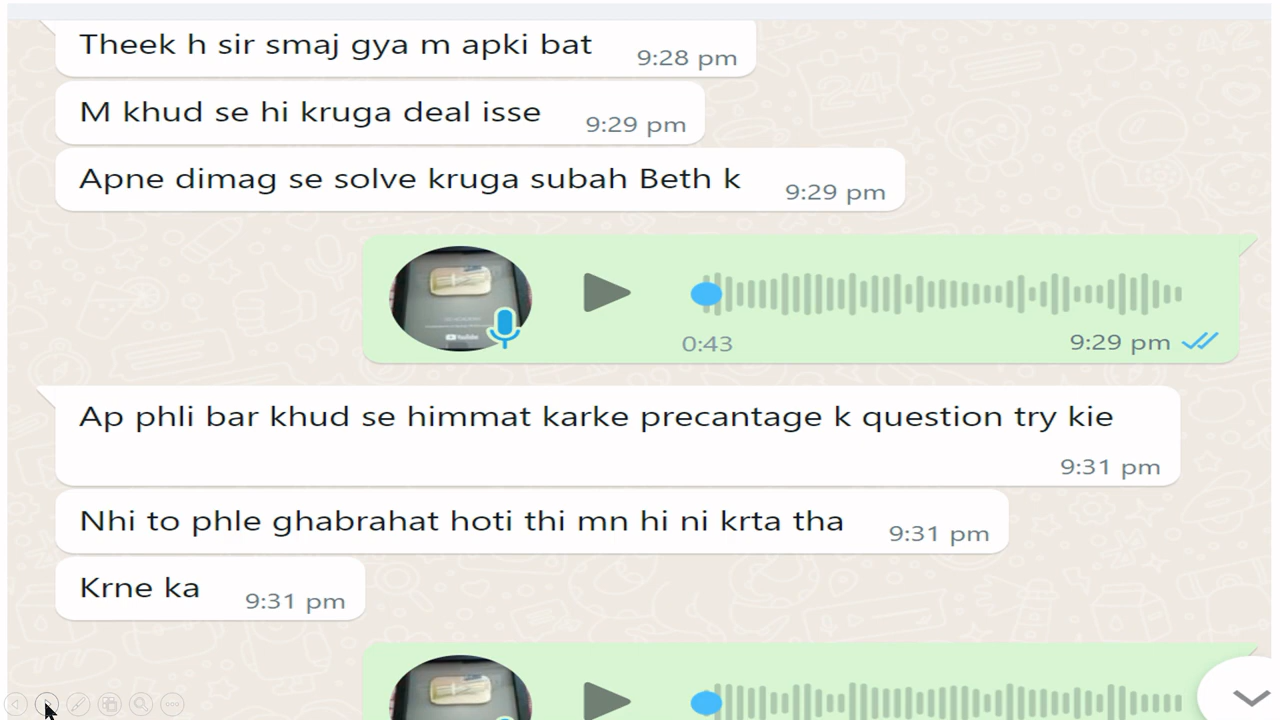 Theek h sir smaj gya m apki bat 9:28 pm
M khud se hi kruga deal isse 9:29 pm
Apne dimag se solve kruga subah Beth k 9:29 pm
0:43 9:29 pm
Ap phli bar khud se himmat karke precantage k question try kie
9:31 pm
Nhi to phle ghabrahat hoti thi mn hi ni krta tha 9:31 pm
Krne ka 9:31 pm